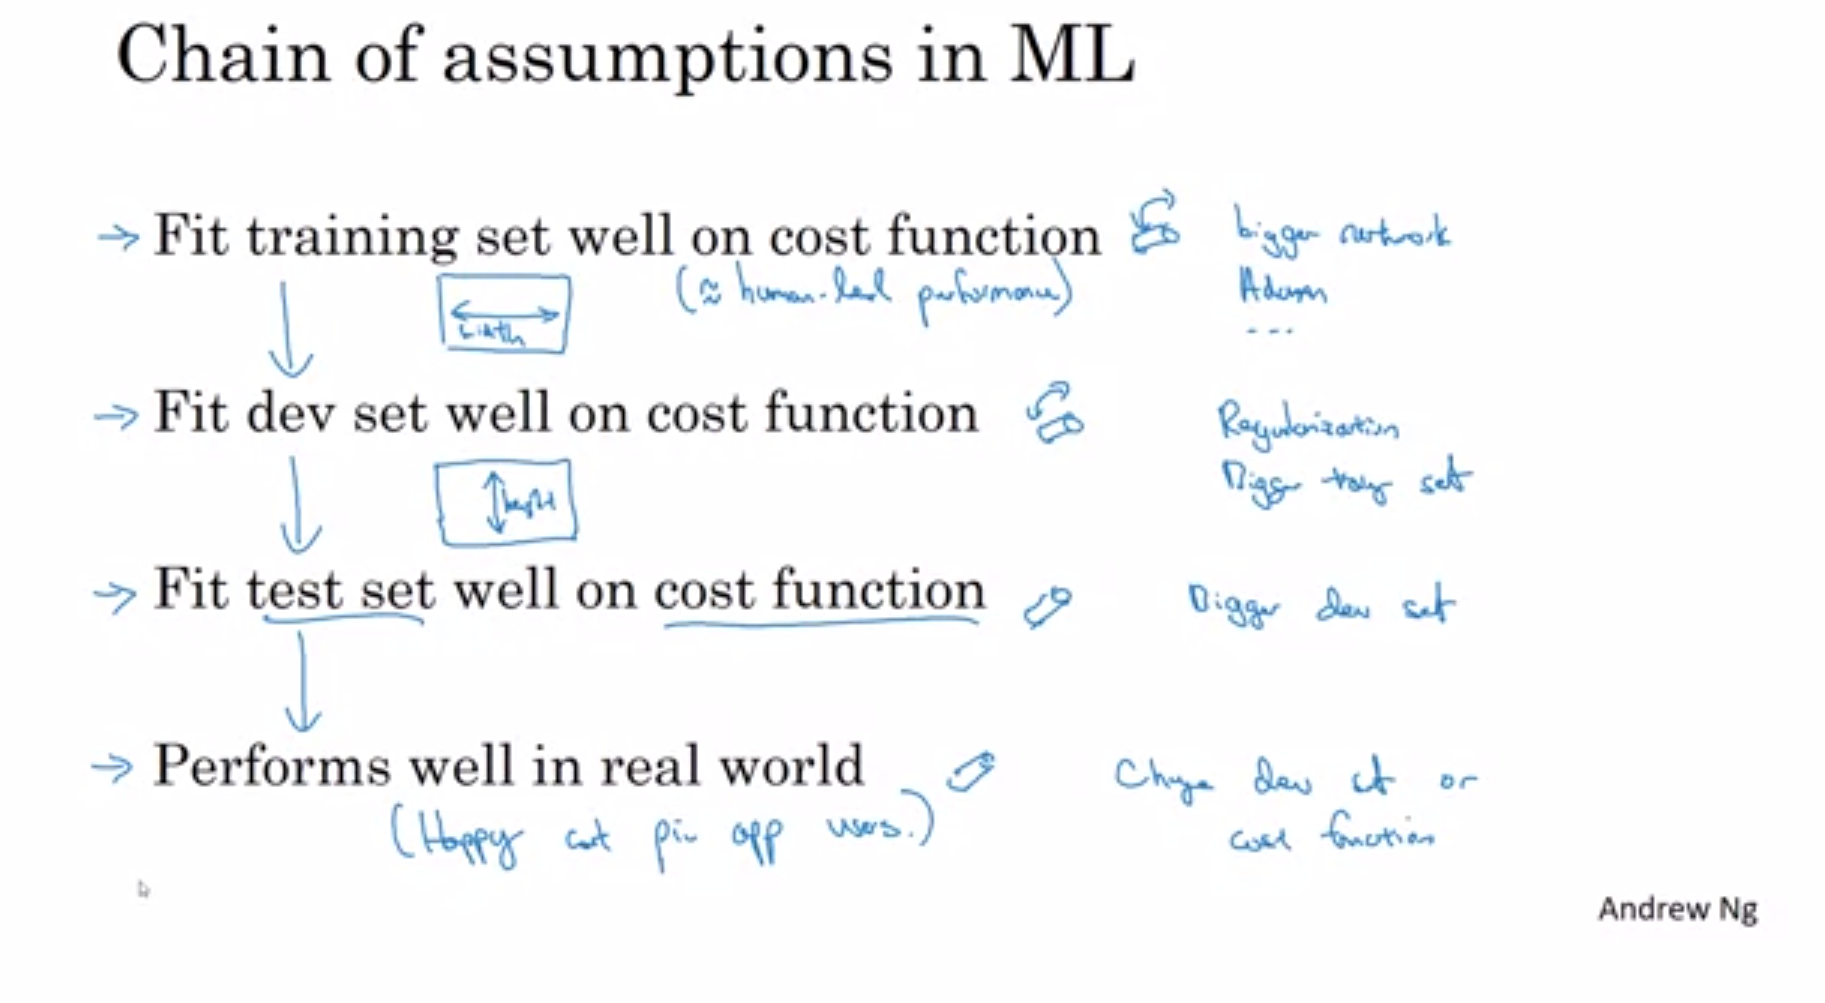 Chain of assumptions in ML
→ Fit training set well on cost function
bigger network
(≈ human-level performance)
Adam
width
...
→ Fit dev set well on cost function
Regularization
Bigger training set
height
→ Fit test set well on cost function
Bigger dev set
→ Performs well in real world
Change dev set or
cost function
(Happy cat pic app users.)
Andrew Ng